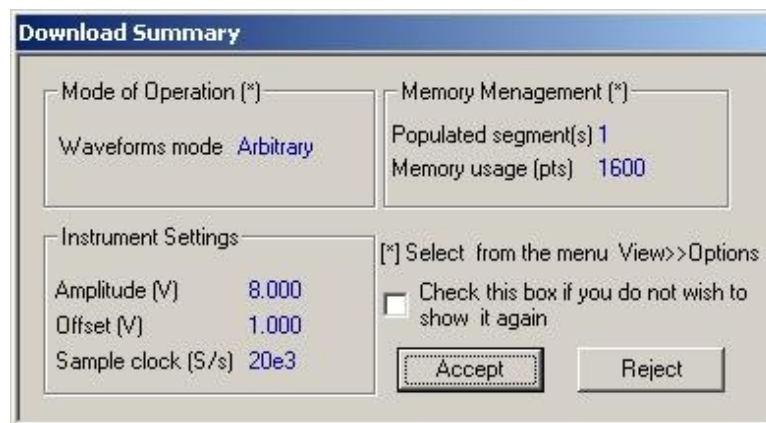 Download Summary
Mode of Operation (*)
Waveforms mode Arbitrary
Memory Menagement (*)
Populated segment(s) 1
Memory usage (pts) 1600
Instrument Settings
Amplitude (V) 8.000
Offset (V) 1.000
Sample clock (S/s) 20e3
[*] Select from the menu View>>Options
Check this box if you do not wish to
show it again
Accept
Reject